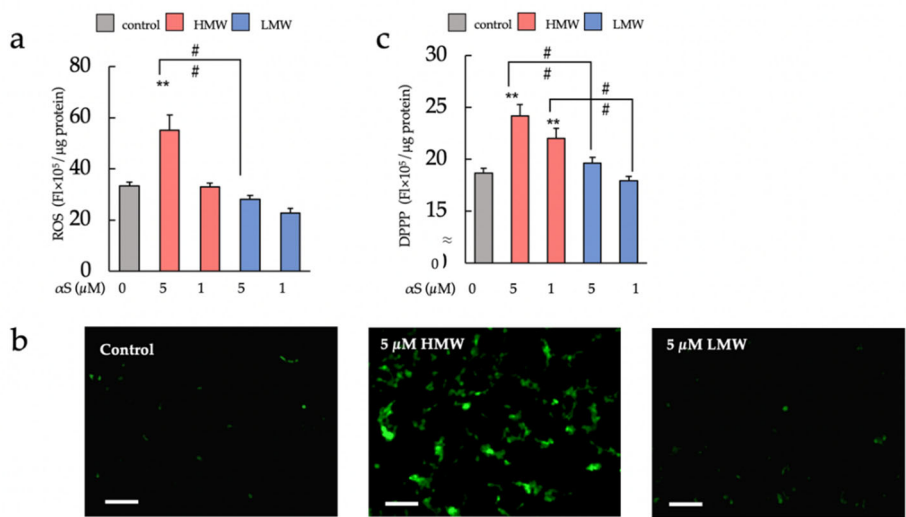 control HMW LMW
a
ROS (FI×10⁵/μg protein)
80
60
40
20
0
**
#
#
αS (μM) 0 5 1 5 1
control HMW LMW
c
DPPP (FI×10⁵/μg protein)
30
25
20
15
≈
0
**
**
#
#
#
#
αS (μM) 0 5 1 5 1
b
Control
5 μM HMW
5 μM LMW